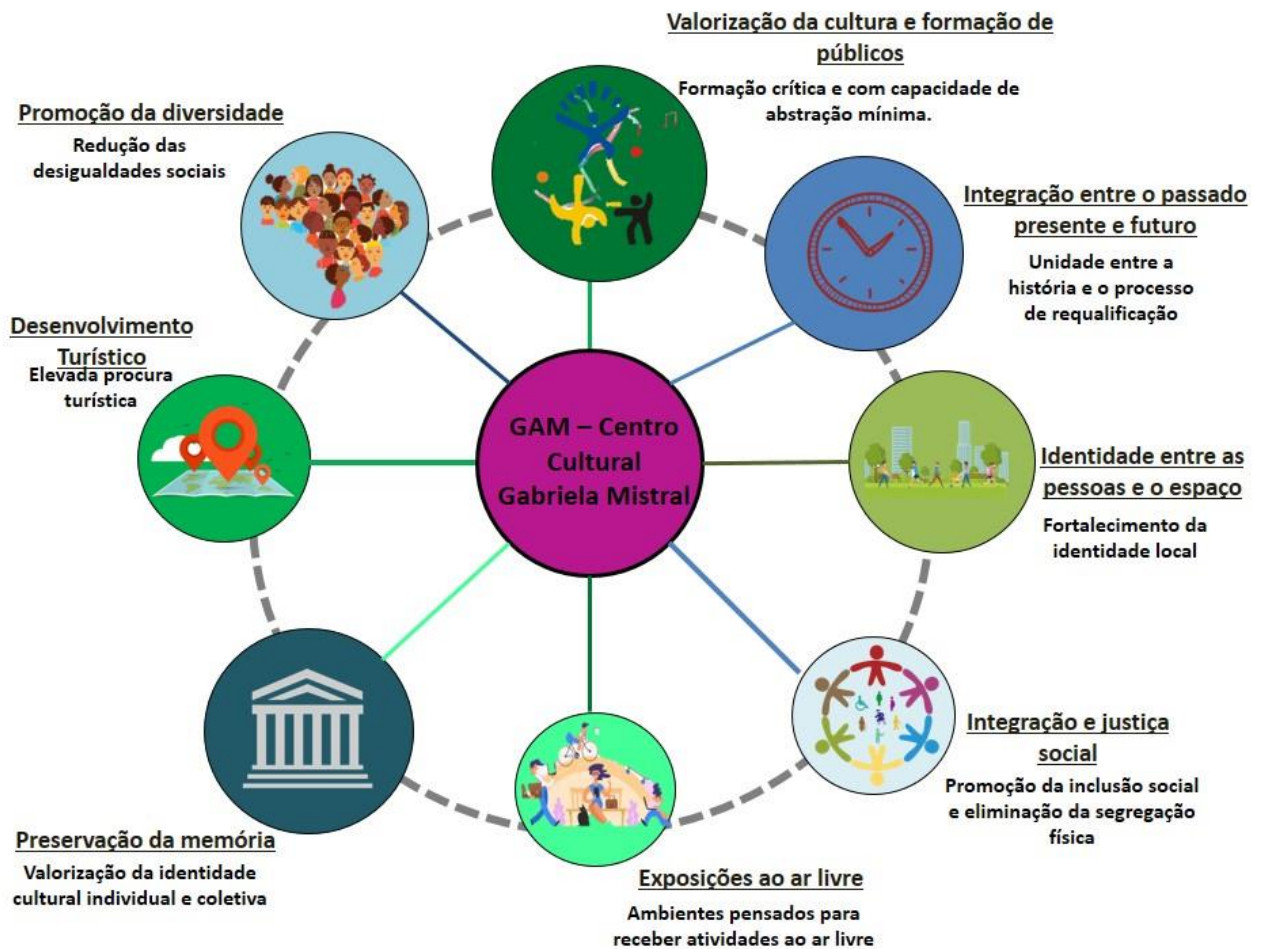 Valorização da cultura e formação de
públicos
Formação crítica e com capacidade de
abstração mínima.
Promoção da diversidade
Redução das
desigualdades sociais
Integração entre o passado
presente e futuro
Unidade entre a
história e o processo
de requalificação
Desenvolvimento
Turístico
Elevada procura
turística
GAM – Centro
Cultural
Gabriela Mistral
Identidade entre as
pessoas e o espaço
Fortalecimento da
identidade local
Integração e justiça
social
Promoção da inclusão social
e eliminação da segregação
física
Preservação da memória
Valorização da identidade
cultural individual e coletiva
Exposições ao ar livre
Ambientes pensados para
receber atividades ao ar livre